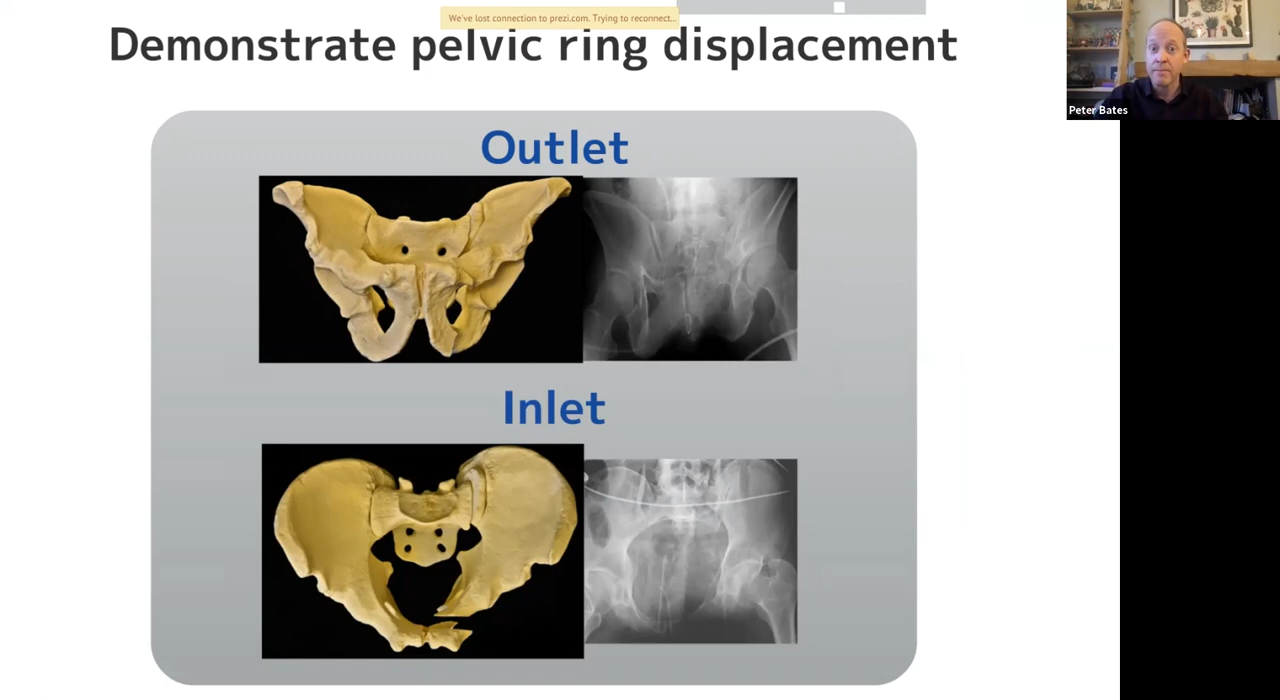 We've lost connection to prezi.com. Trying to reconnect...
Demonstrate pelvic ring displacement
Peter Bates
Outlet
Inlet